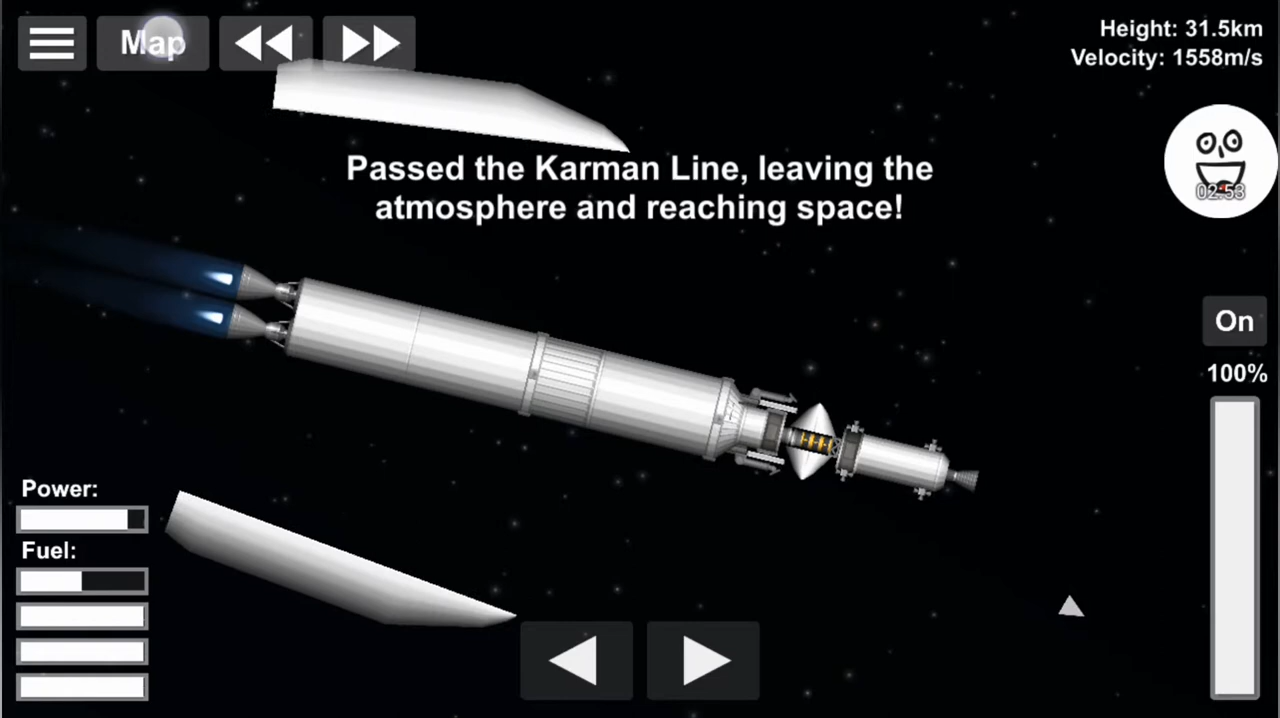 Map
Height: 31.5km
Velocity: 1558m/s
Passed the Karman Line, leaving the
atmosphere and reaching space!
02:53
On
100%
Power:
Fuel: